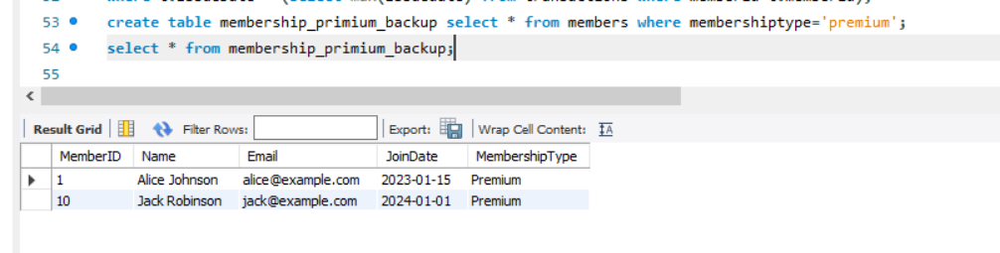 53 create table membership_primium_backup select * from members where membershiptype='premium';
54 select * from membership_primium_backup;
55
Result Grid Filter Rows: Export: Wrap Cell Content: IA
MemberID Name Email JoinDate MembershipType
1 Alice Johnson alice@example.com 2023-01-15 Premium
10 Jack Robinson jack@example.com 2024-01-01 Premium